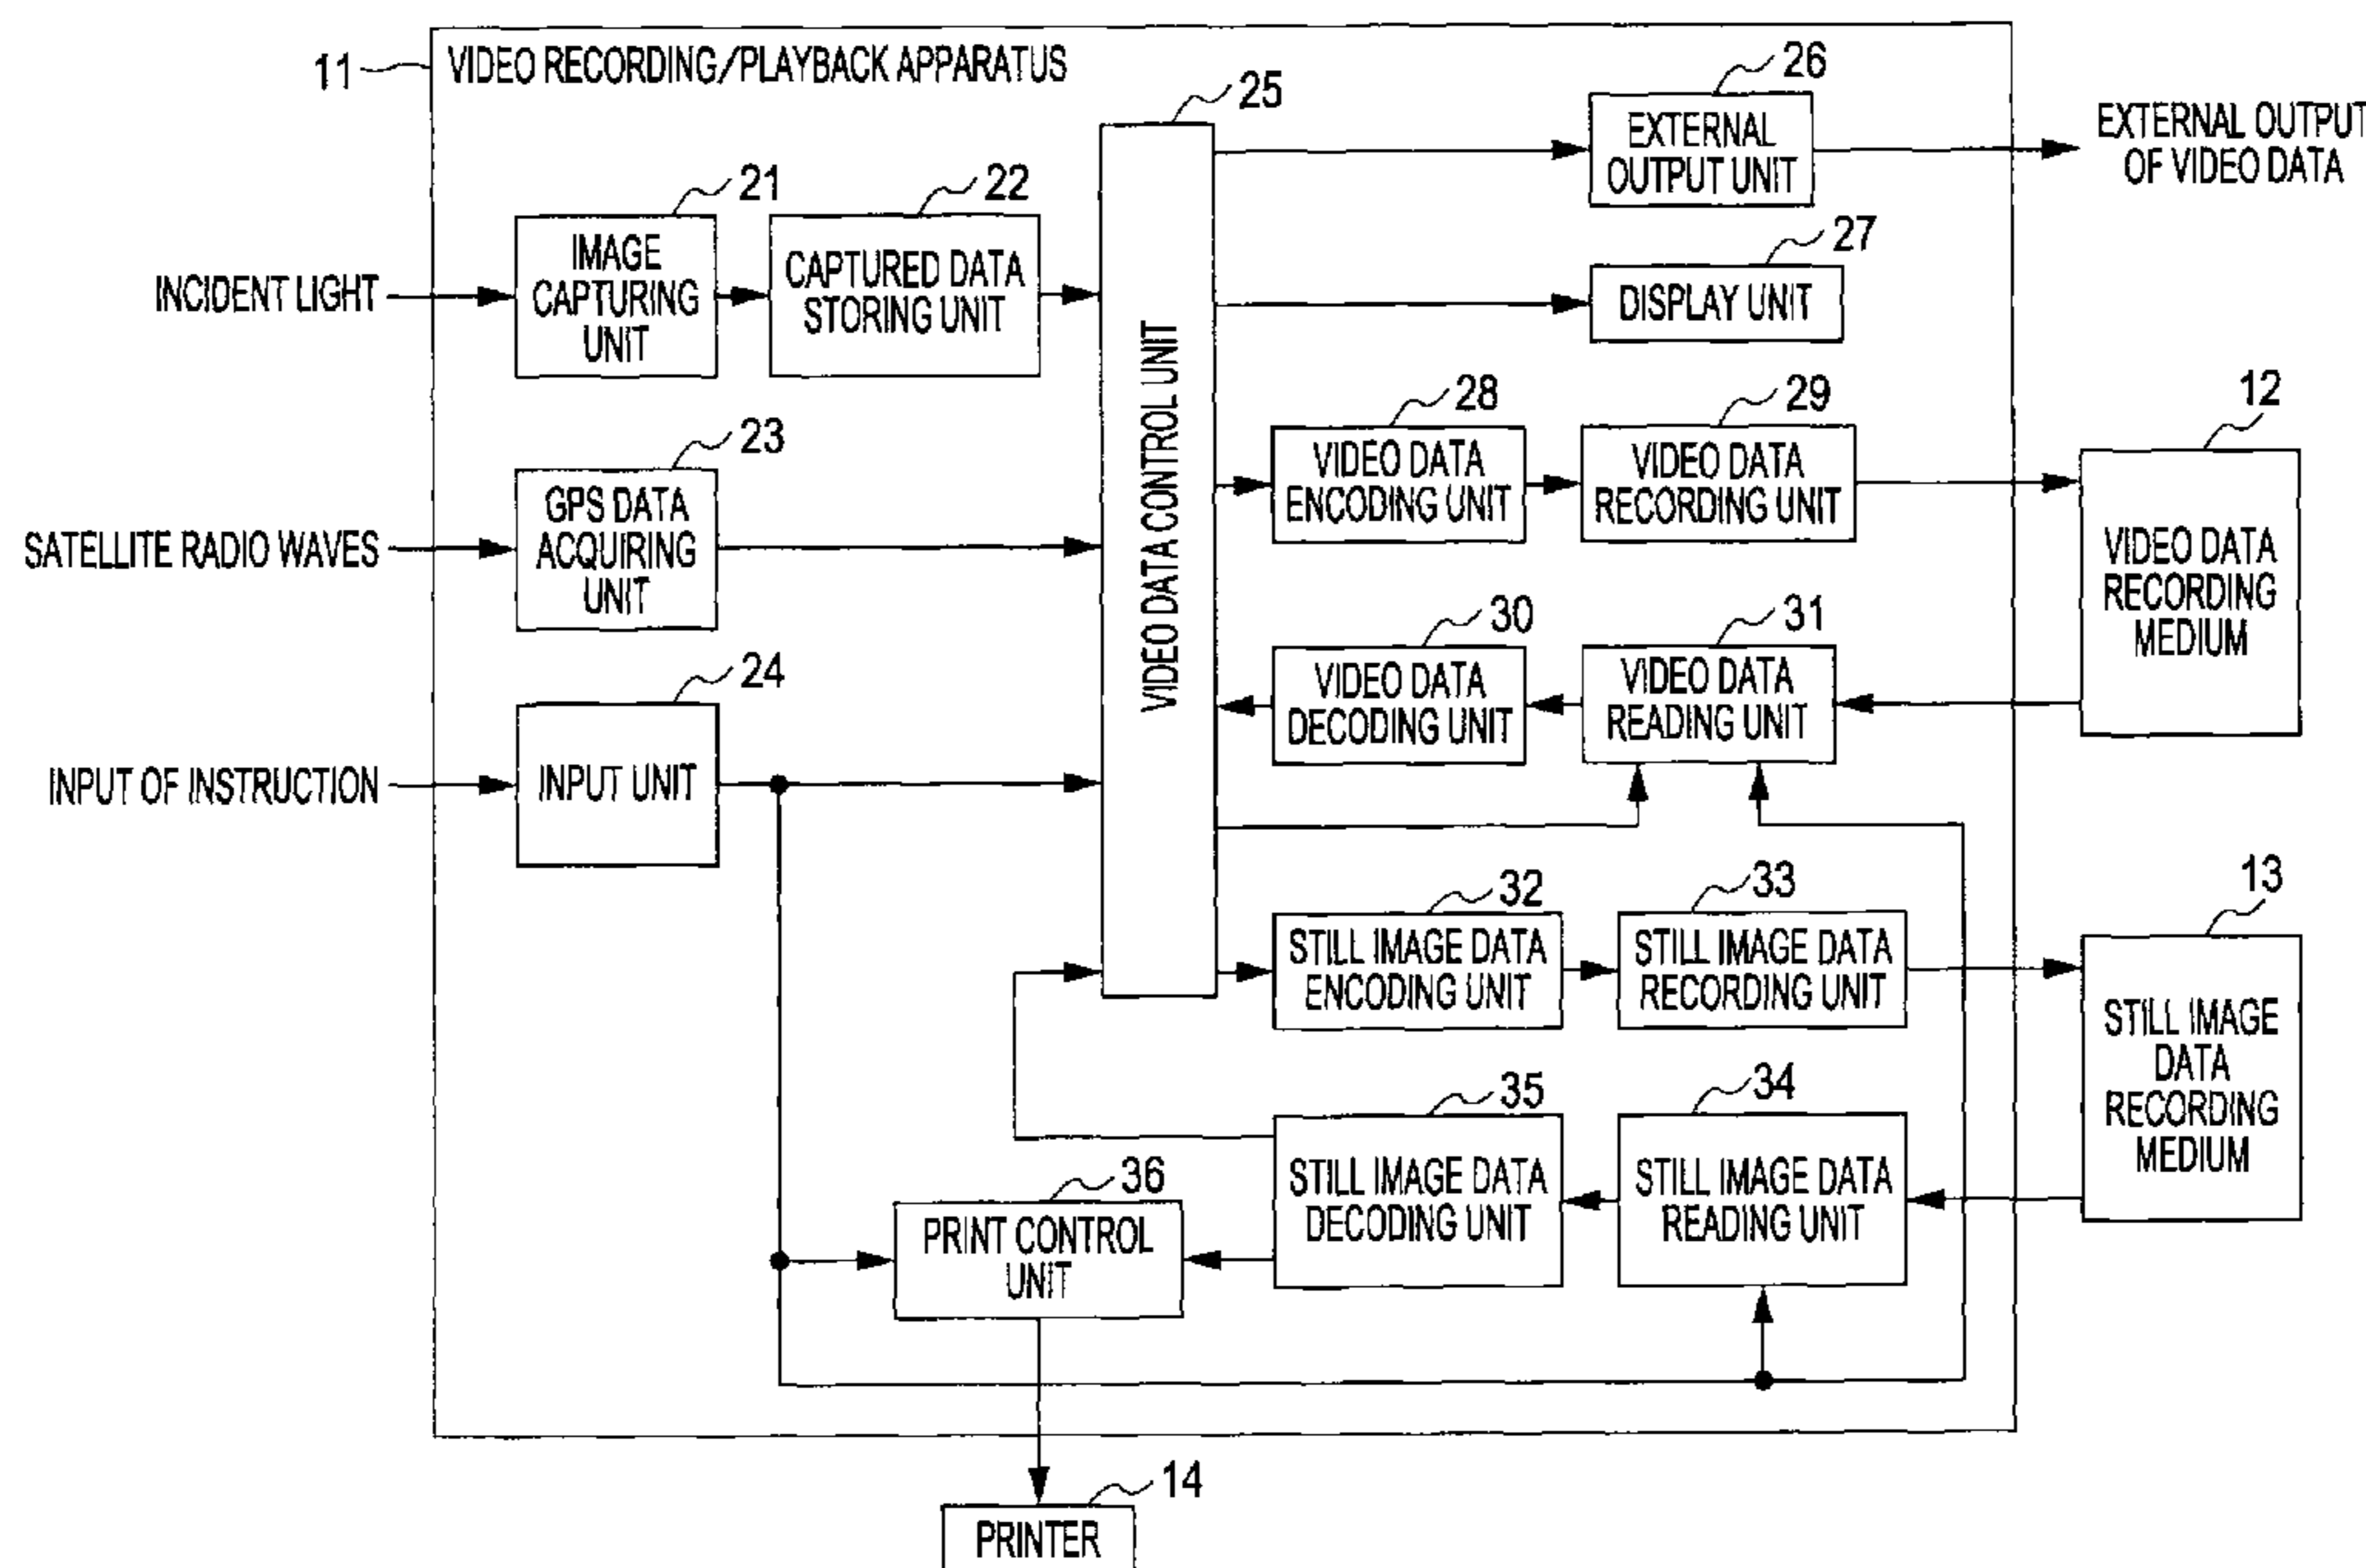 11
VIDEO RECORDING/PLAYBACK APPARATUS
25
26
EXTERNAL
OUTPUT UNIT
EXTERNAL OUTPUT
OF VIDEO DATA
21
22
27
INCIDENT LIGHT
IMAGE
CAPTURING
UNIT
CAPTURED DATA
STORING UNIT
DISPLAY UNIT
VIDEO DATA CONTROL UNIT
28
29
12
23
VIDEO DATA
ENCODING UNIT
VIDEO DATA
RECORDING UNIT
SATELLITE RADIO WAVES
GPS DATA
ACQUIRING
UNIT
VIDEO DATA
RECORDING
MEDIUM
30
31
24
VIDEO DATA
DECODING UNIT
VIDEO DATA
READING UNIT
INPUT OF INSTRUCTION
INPUT UNIT
32
33
13
STILL IMAGE DATA
ENCODING UNIT
STILL IMAGE DATA
RECORDING UNIT
STILL IMAGE
DATA
RECORDING
MEDIUM
35
34
36
STILL IMAGE DATA
DECODING UNIT
STILL IMAGE DATA
READING UNIT
PRINT CONTROL
UNIT
14
PRINTER